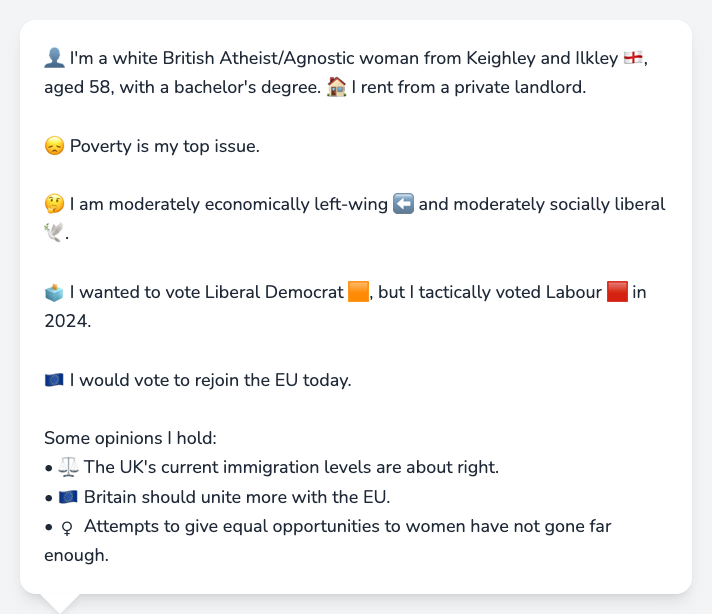 👤 I'm a white British Atheist/Agnostic woman from Keighley and Ilkley 🏴󠁧󠁢󠁥󠁮󠁧󠁿,
aged 58, with a bachelor's degree. 🏠 I rent from a private landlord.
😞 Poverty is my top issue.
🤔 I am moderately economically left-wing ⬅️ and moderately socially liberal
🕊️.
🗳️ I wanted to vote Liberal Democrat 🟧, but I tactically voted Labour 🟥 in
2024.
🇪🇺 I would vote to rejoin the EU today.
Some opinions I hold:
• ⚖️ The UK's current immigration levels are about right.
• 🇪🇺 Britain should unite more with the EU.
• ♀ Attempts to give equal opportunities to women have not gone far
enough.